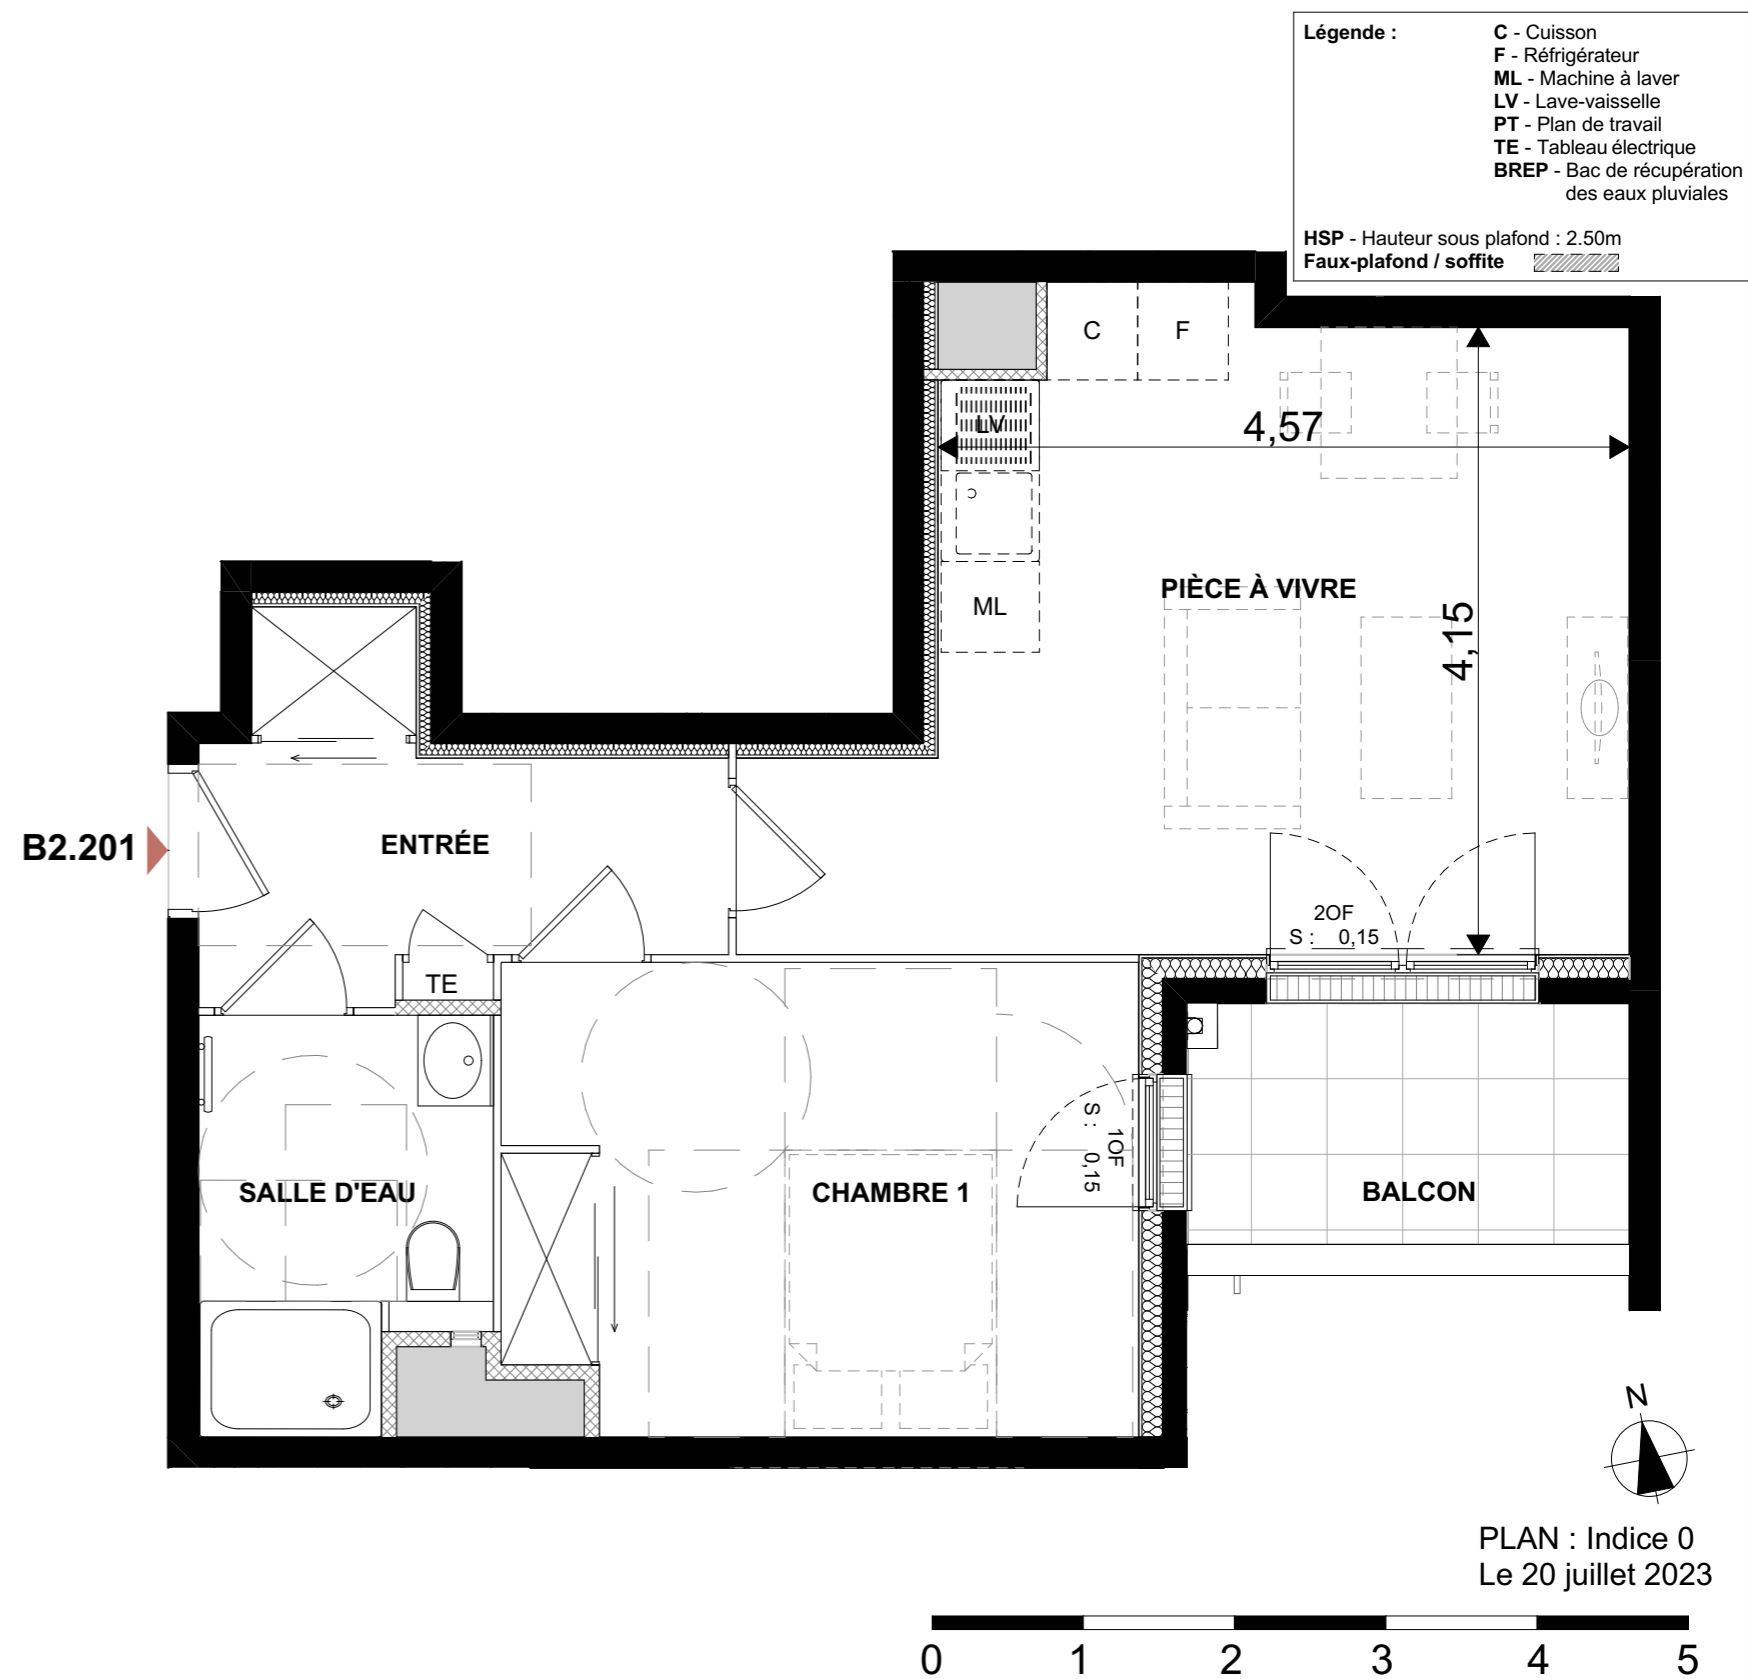 Légende :
C - Cuisson
F - Réfrigérateur
ML - Machine à laver
LV - Lave-vaisselle
PT - Plan de travail
TE - Tableau électrique
BREP - Bac de récupération
des eaux pluviales
HSP - Hauteur sous plafond : 2.50m
Faux-plafond / soffite
C
F
LV
4,57
PIÈCE À VIVRE
ML
4,15
B2.201
ENTRÉE
2OF
S : 0,15
TE
1OF
S : 0,15
SALLE D'EAU
CHAMBRE 1
BALCON
N
PLAN : Indice 0
Le 20 juillet 2023
0 1 2 3 4 5